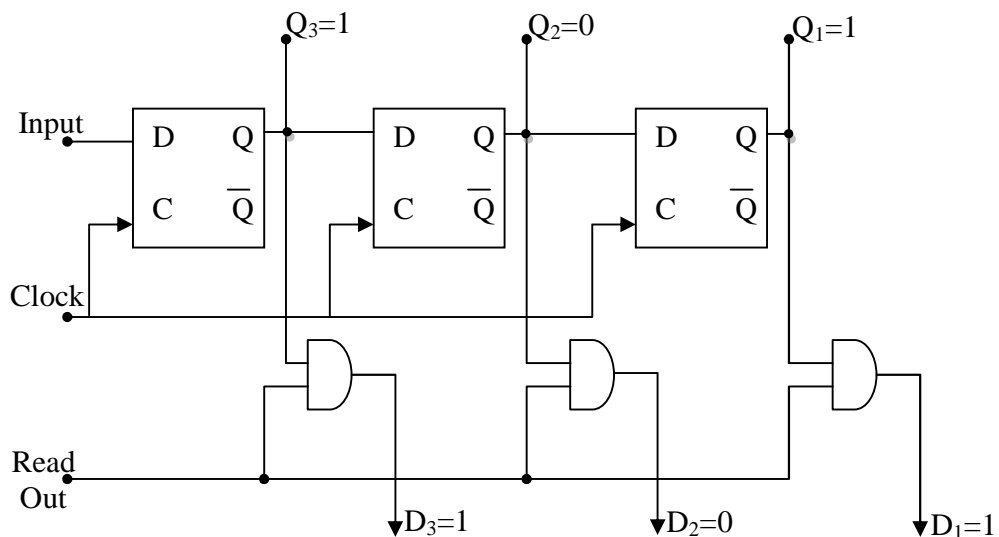 Q₃=1
Q₂=0
Q₁=1
Input
D
Q
C
Q̅
D
Q
C
Q̅
D
Q
C
Q̅
Clock
Read
Out
D₃=1
D₂=0
D₁=1